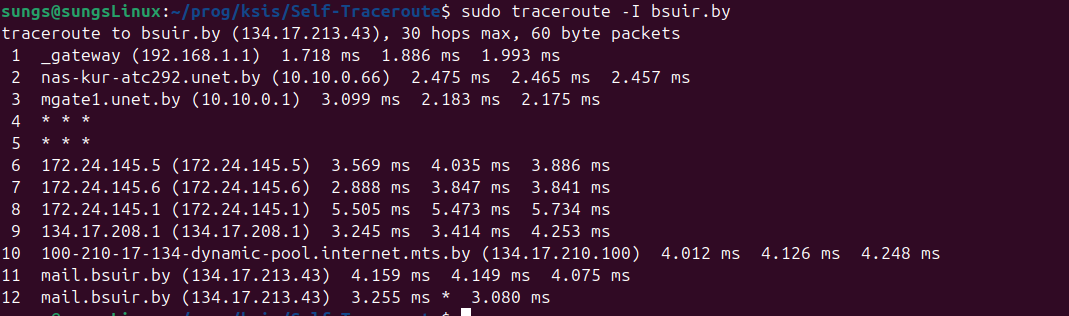 sungs@sungsLinux:~/prog/ksis/Self-Traceroute$ sudo traceroute -I bsuir.by
traceroute to bsuir.by (134.17.213.43), 30 hops max, 60 byte packets
 1  _gateway (192.168.1.1)  1.718 ms  1.886 ms  1.993 ms
 2  nas-kur-atc292.unet.by (10.10.0.66)  2.475 ms  2.465 ms  2.457 ms
 3  mgate1.unet.by (10.10.0.1)  3.099 ms  2.183 ms  2.175 ms
 4  * * *
 5  * * *
 6  172.24.145.5 (172.24.145.5)  3.569 ms  4.035 ms  3.886 ms
 7  172.24.145.6 (172.24.145.6)  2.888 ms  3.847 ms  3.841 ms
 8  172.24.145.1 (172.24.145.1)  5.505 ms  5.473 ms  5.734 ms
 9  134.17.208.1 (134.17.208.1)  3.245 ms  3.414 ms  4.253 ms
10  100-210-17-134-dynamic-pool.internet.mts.by (134.17.210.100)  4.012 ms  4.126 ms  4.248 ms
11  mail.bsuir.by (134.17.213.43)  4.159 ms  4.149 ms  4.075 ms
12  mail.bsuir.by (134.17.213.43)  3.255 ms *  3.080 ms